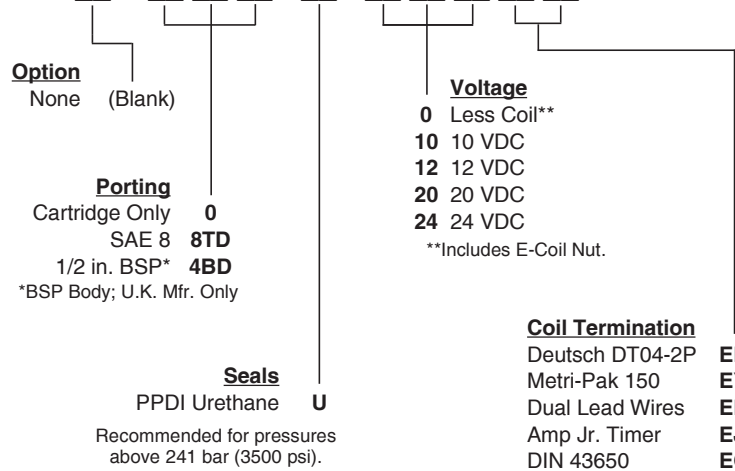 Option
None (Blank)
Porting
Cartridge Only 0
SAE 8 8TD
1/2 in. BSP* 4BD
*BSP Body; U.K. Mfr. Only
Seals
PPDI Urethane U
Recommended for pressures
above 241 bar (3500 psi).
Voltage
0 Less Coil**
10 10 VDC
12 12 VDC
20 20 VDC
24 24 VDC
**Includes E-Coil Nut.
Coil Termination
Deutsch DT04-2P
Metri-Pak 150
Dual Lead Wires
Amp Jr. Timer
DIN 43650